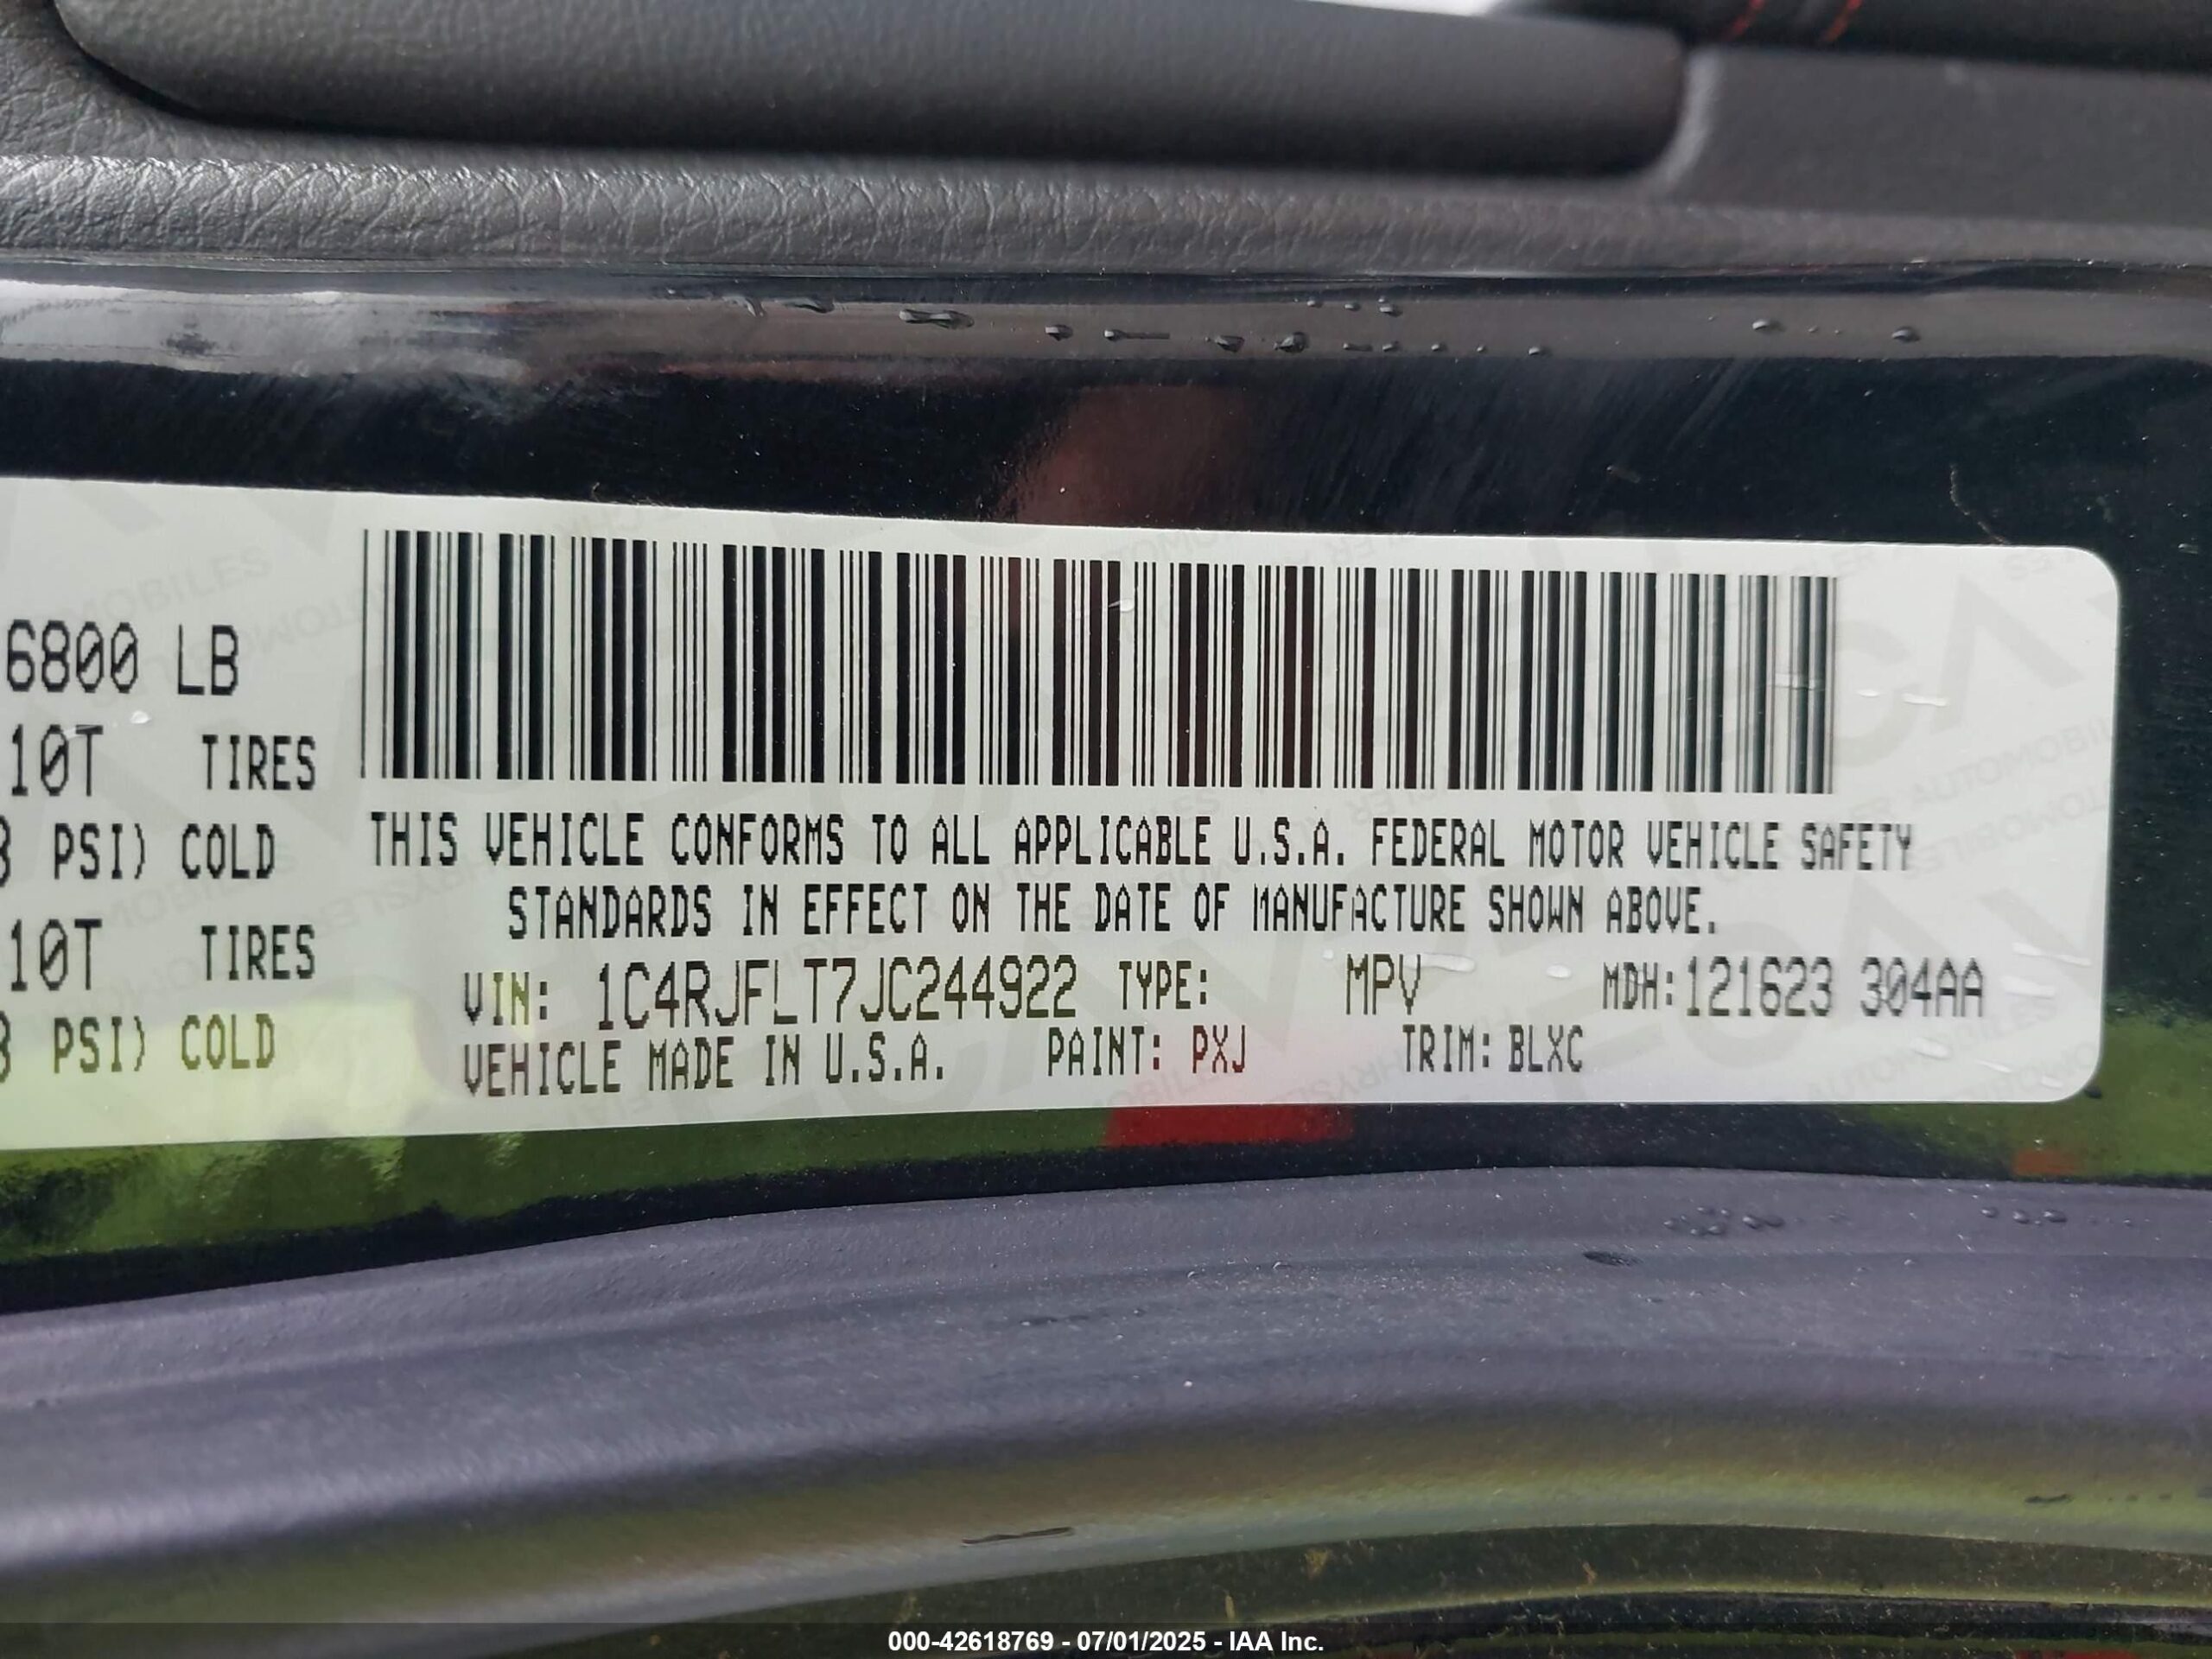 6800 LB
10T TIRES
PSI) COLD
10T TIRES
PSI) COLD
THIS VEHICLE CONFORMS TO ALL APPLICABLE U.S.A. FEDERAL MOTOR VEHICLE SAFETY
STANDARDS IN EFFECT ON THE DATE OF MANUFACTURE SHOWN ABOVE.
VIN: 1C4RJFLT7JC244922 TYPE: MPV MDH:121623 304AA
VEHICLE MADE IN U.S.A. PAINT: PXJ TRIM: BLXC
000-42618769 - 07/01/2025 - IAA Inc.